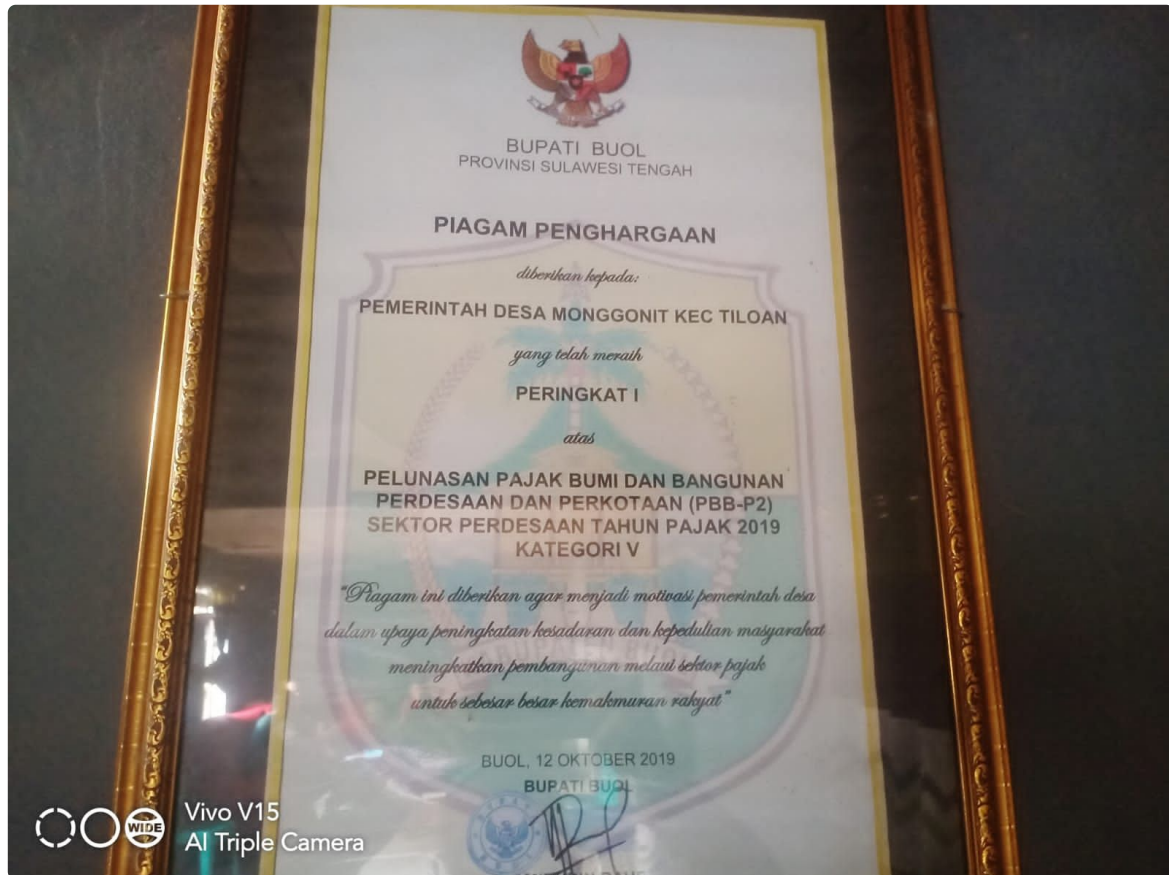 BUPATI BUOL
PROVINSI SULAWESI TENGAH
PIAGAM PENGHARGAAN
diberikan kepada:
PEMERINTAH DESA MONGGONIT KEC TILOAN
yang telah meraih
PERINGKAT I
atas
PELUNASAN PAJAK BUMI DAN BANGUNAN
PERDESAAN DAN PERKOTAAN (PBB-P2)
SEKTOR PERDESAAN TAHUN PAJAK 2019
KATEGORI V
"Piagam ini diberikan agar menjadi motivasi pemerintah desa
dalam upaya peningkatan kesadaran dan kepedulian masyarakat
meningkatkan pembangunan melaui sektor pajak
untuk sebesar besar kemakmuran rakyat"
BUOL, 12 OKTOBER 2019
BUPATI BUOL
WIDE
Vivo V15
AI Triple Camera